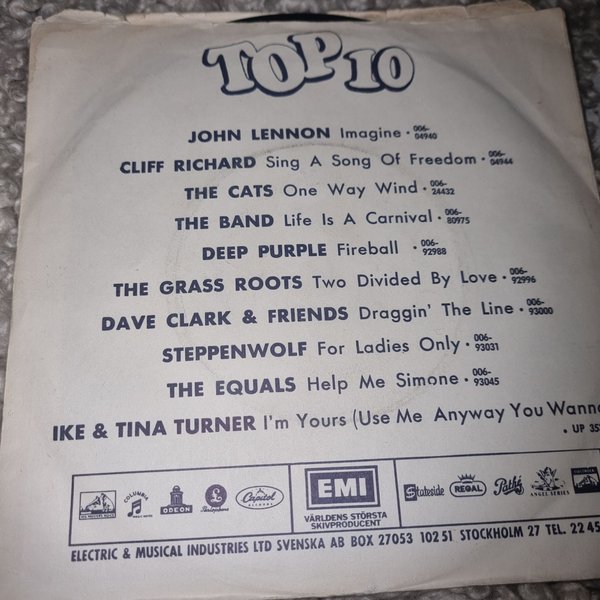 TOP 10
JOHN LENNON Imagine • 006-04940
CLIFF RICHARD Sing A Song Of Freedom • 006-04944
THE CATS One Way Wind • 006-24432
THE BAND Life Is A Carnival • 006-80975
DEEP PURPLE Fireball • 006-92988
THE GRASS ROOTS Two Divided By Love • 006-92996
DAVE CLARK & FRIENDS Draggin' The Line • 006-93000
STEPPENWOLF For Ladies Only • 006-93031
THE EQUALS Help Me Simone • 006-93045
IKE & TINA TURNER I'm Yours (Use Me Anyway You Wanna
• UP 35
COLUMBIA ODEON Parlophone Capitol RECORDS
EMI
VÄRLDENS STÖRSTA
SKIVPRODUCENT
Stateside REGAL Pathé ANGEL SERIES
ELECTRIC & MUSICAL INDUSTRIES LTD SVENSKA AB BOX 27053 102 51 STOCKHOLM 27 TEL. 22 45